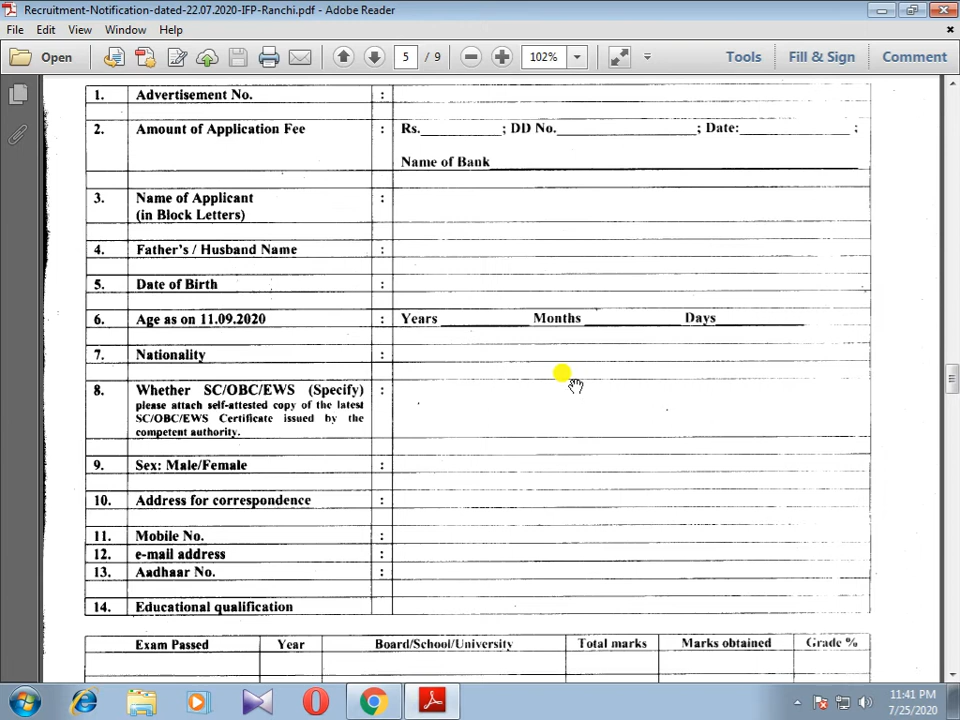 Recruitment-Notification-dated-22.07.2020-IFP-Ranchi.pdf - Adobe Reader
File Edit View Window Help
Open 5 / 9 102% Tools Fill & Sign Comment
1. Advertisement No. :
2. Amount of Application Fee : Rs.__________; DD No.________________; Date:_____________ ;
Name of Bank__________________________________________
3. Name of Applicant :
(in Block Letters)
4. Father's / Husband Name :
5. Date of Birth :
6. Age as on 11.09.2020 : Years __________ Months __________ Days__________
7. Nationality :
8. Whether SC/OBC/EWS (Specify) :
please attach self-attested copy of the latest
SC/OBC/EWS Certificate issued by the
competent authority.
9. Sex: Male/Female :
10. Address for correspondence :
11. Mobile No. :
12. e-mail address :
13. Aadhaar No. :
14. Educational qualification
Exam Passed Year Board/School/University Total marks Marks obtained Grade %
11:41 PM
7/25/2020